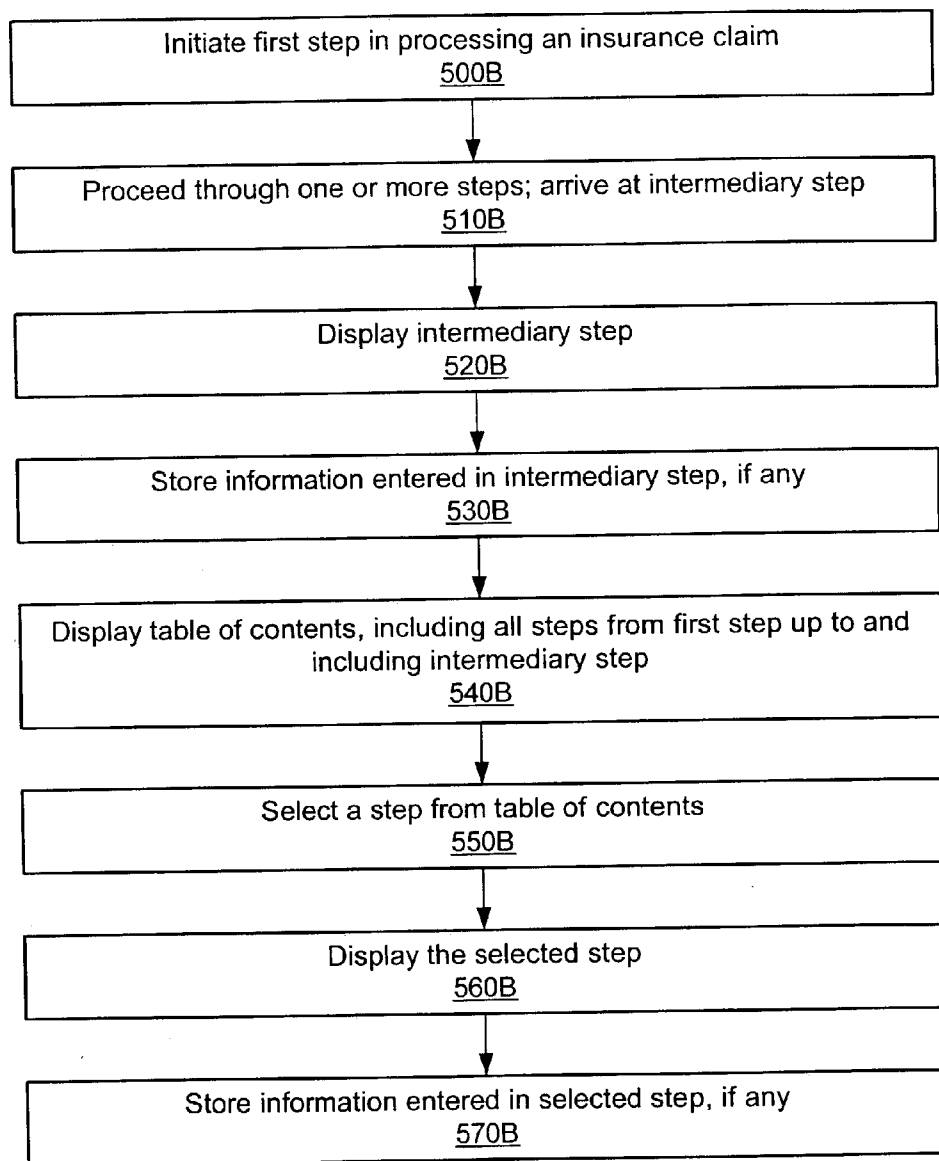 Initiate first step in processing an insurance claim
500B
Proceed through one or more steps; arrive at intermediary step
510B
Display intermediary step
520B
Store information entered in intermediary step, if any
530B
Display table of contents, including all steps from first step up to and
including intermediary step
540B
Select a step from table of contents
550B
Display the selected step
560B
Store information entered in selected step, if any
570B